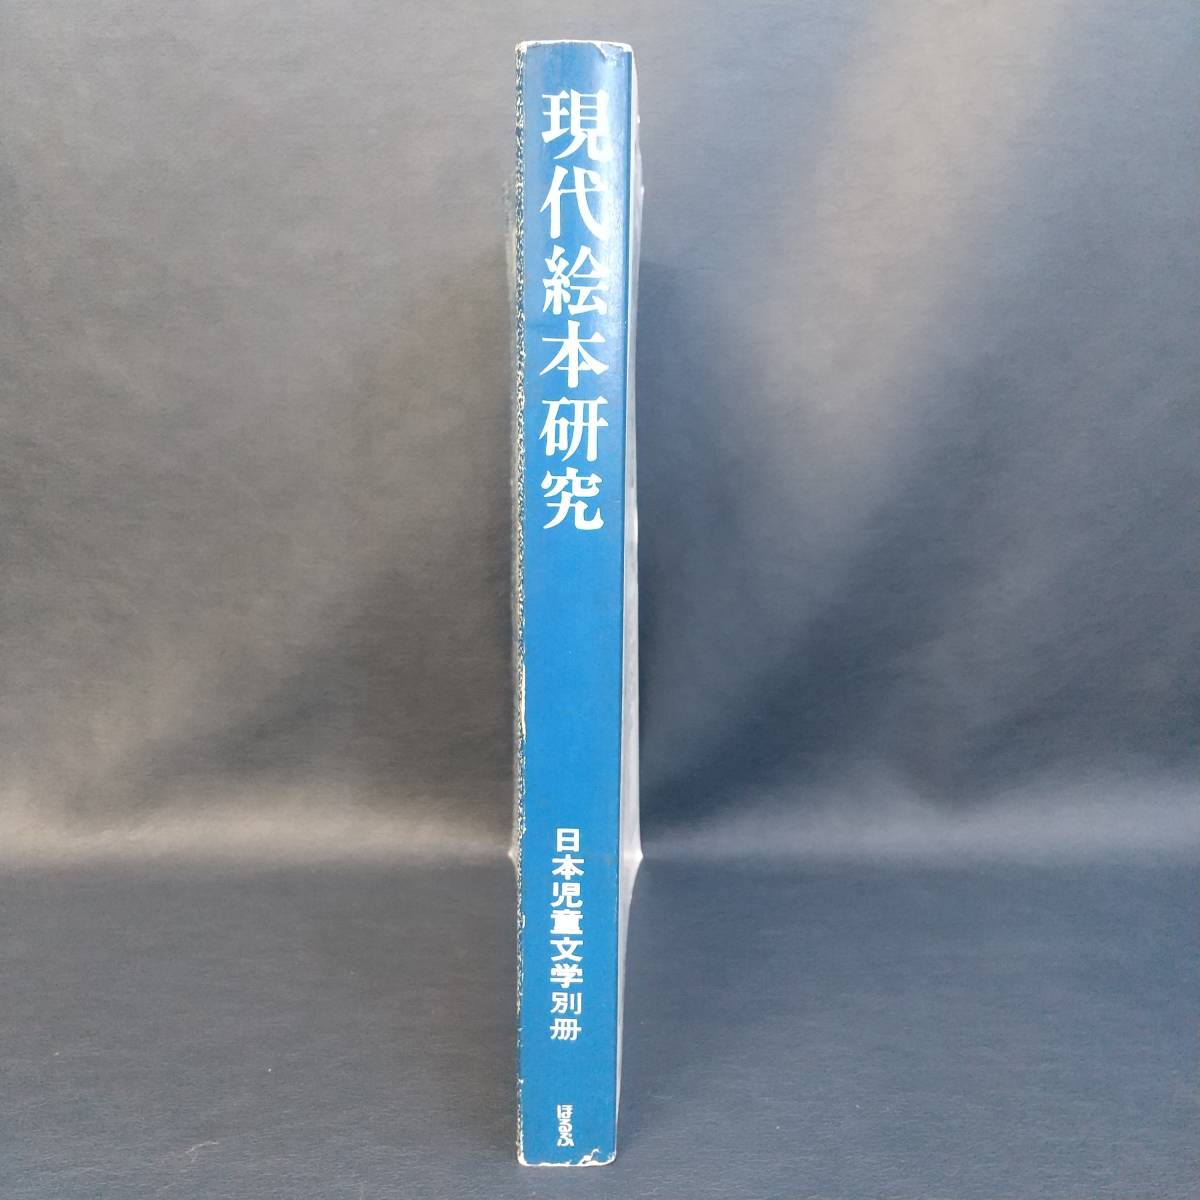 現代絵本研究
日本児童文学別冊
ほるぷ